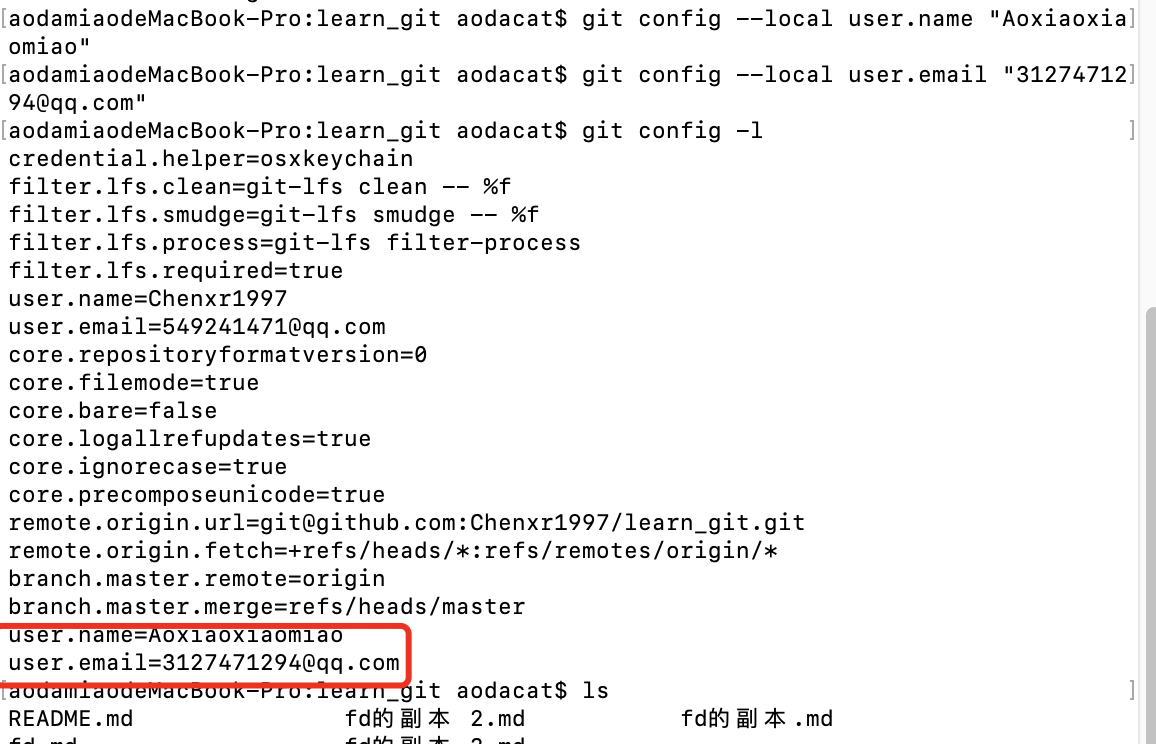 [aodamiaodeMacBook-Pro:learn_git aodacat$ git config --local user.name "Aoxiaoxia]
omiao"
[aodamiaodeMacBook-Pro:learn_git aodacat$ git config --local user.email "31274712]
94@qq.com"
[aodamiaodeMacBook-Pro:learn_git aodacat$ git config -l ]
credential.helper=osxkeychain
filter.lfs.clean=git-lfs clean -- %f
filter.lfs.smudge=git-lfs smudge -- %f
filter.lfs.process=git-lfs filter-process
filter.lfs.required=true
user.name=Chenxr1997
user.email=549241471@qq.com
core.repositoryformatversion=0
core.filemode=true
core.bare=false
core.logallrefupdates=true
core.ignorecase=true
core.precomposeunicode=true
remote.origin.url=git@github.com:Chenxr1997/learn_git.git
remote.origin.fetch=+refs/heads/*:refs/remotes/origin/*
branch.master.remote=origin
branch.master.merge=refs/heads/master
user.name=Aoxiaoxiaomiao
user.email=3127471294@qq.com
[aodamiaodeMacBook-Pro:learn_git aodacat$ ls ]
README.md fd的副本 2.md fd的副本.md
fd.md fd的副本 3.md